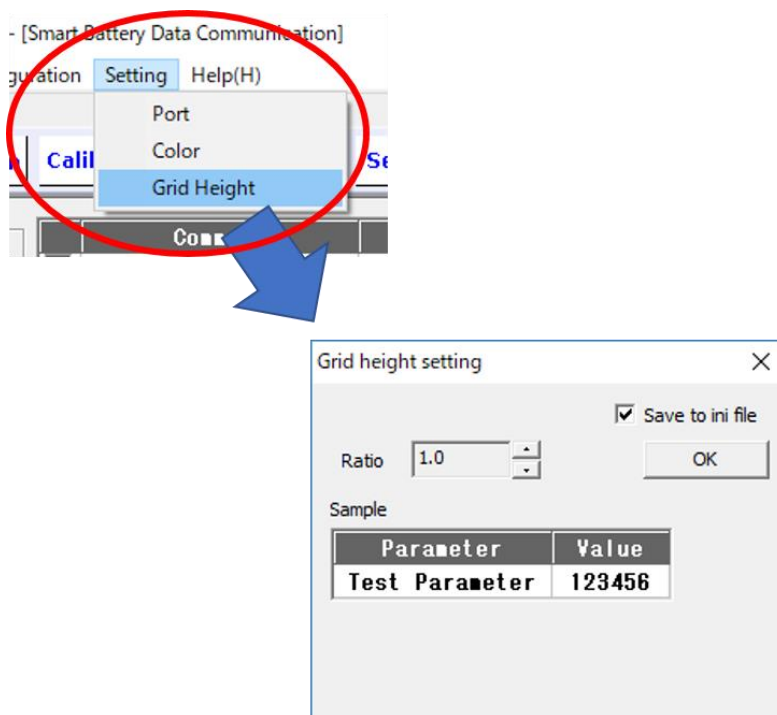 - [Smart Battery Data Communication]
guration Setting Help(H)
Port
Calil
Color
Se
Grid Height
Comm
Grid height setting
Save to ini file
Ratio 1.0 OK
Sample
Parameter Value
Test Parameter 123456